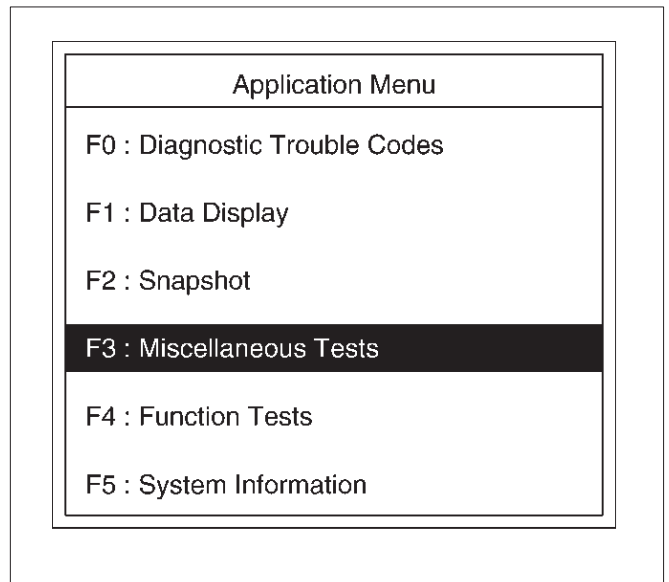 Application Menu
F0 : Diagnostic Trouble Codes
F1 : Data Display
F2 : Snapshot
F3 : Miscellaneous Tests
F4 : Function Tests
F5 : System Information